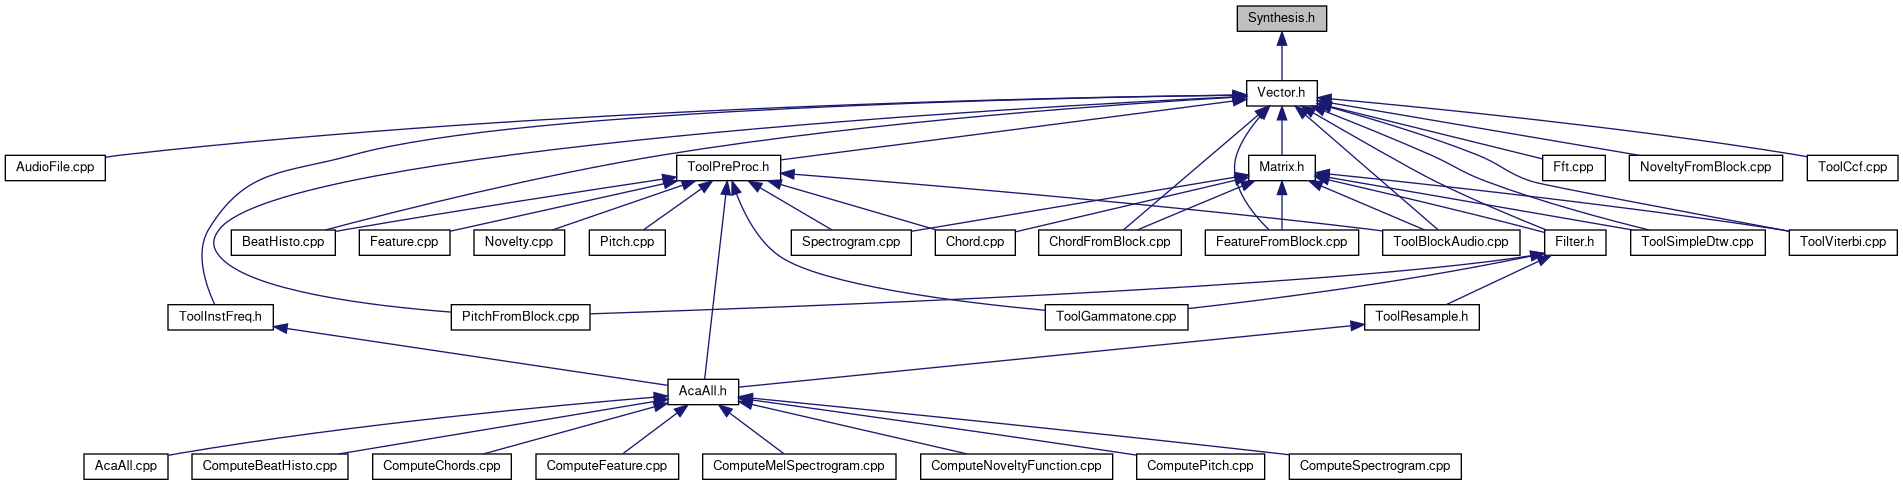 Synthesis.h
Vector.h
AudioFile.cpp
ToolPreProc.h
Matrix.h
Fft.cpp
NoveltyFromBlock.cpp
ToolCcf.cpp
BeatHisto.cpp
Feature.cpp
Novelty.cpp
Pitch.cpp
Spectrogram.cpp
Chord.cpp
ChordFromBlock.cpp
FeatureFromBlock.cpp
ToolBlockAudio.cpp
Filter.h
ToolSimpleDtw.cpp
ToolViterbi.cpp
ToolInstFreq.h
PitchFromBlock.cpp
ToolGammatone.cpp
ToolResample.h
AcaAll.h
AcaAll.cpp
ComputeBeatHisto.cpp
ComputeChords.cpp
ComputeFeature.cpp
ComputeMelSpectrogram.cpp
ComputeNoveltyFunction.cpp
ComputePitch.cpp
ComputeSpectrogram.cpp